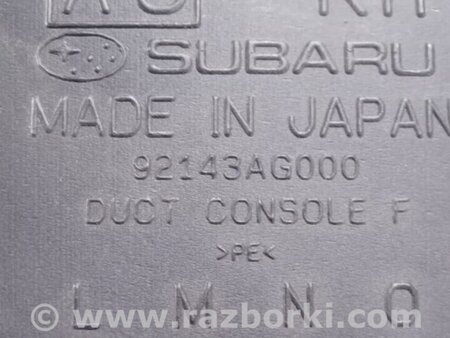 SUBARU
MADE IN JAPAN
92143AG000
DUCT CONSOLE F
>PE<
L M N O
© www.razborki.com